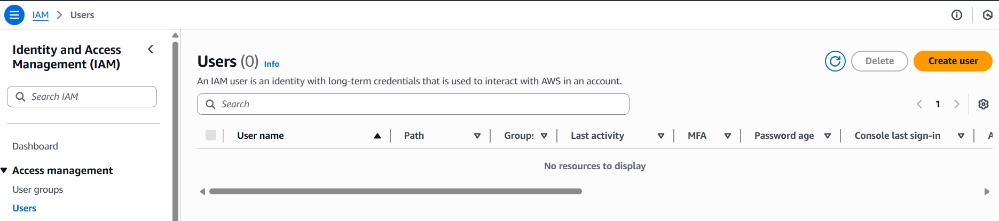 IAM > Users
Identity and Access
Management (IAM)
Search IAM
Dashboard
Access management
User groups
Users
Users (0) Info
Delete
Create user
An IAM user is an identity with long-term credentials that is used to interact with AWS in an account.
Search
1
User name Path Groups Last activity MFA Password age Console last sign-in A
No resources to display